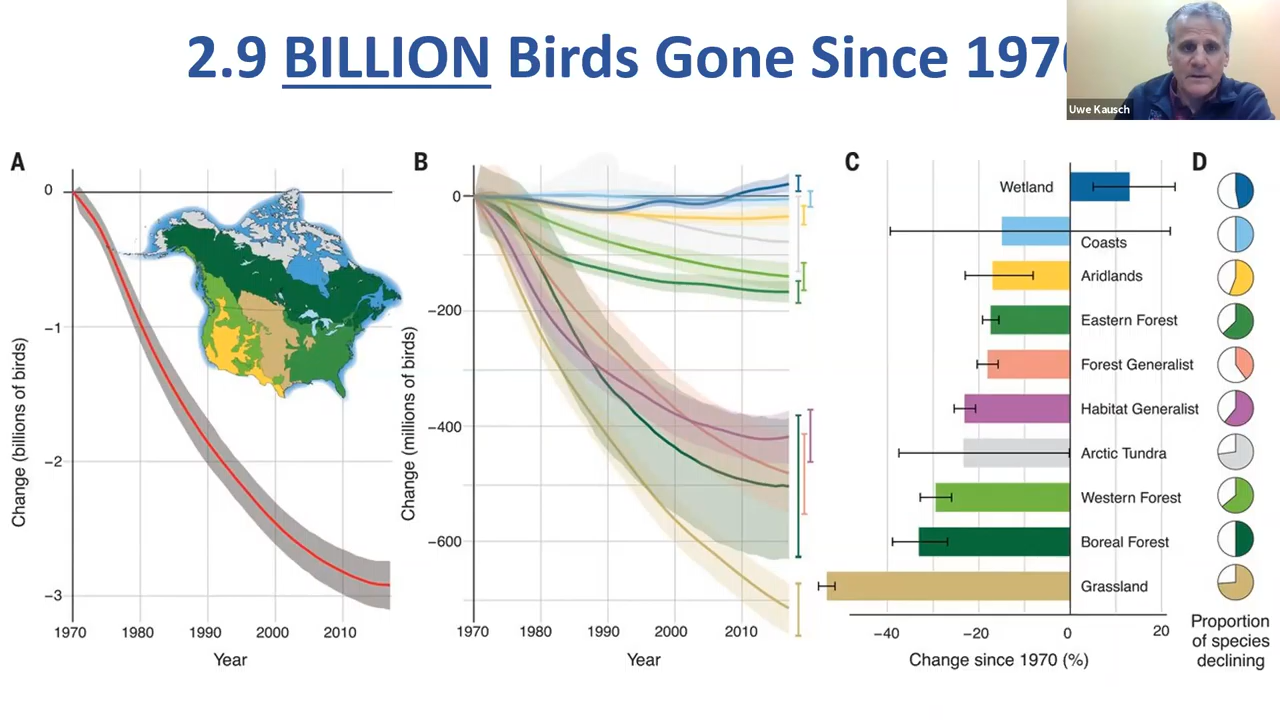 2.9 BILLION Birds Gone Since 197
Uwe Kausch
A
B
C
D
0
−1
−2
−3
Change (billions of birds)
1970 1980 1990 2000 2010
Year
0
−200
−400
−600
Change (millions of birds)
1970 1980 1990 2000 2010
Year
Wetland
Coasts
Aridlands
Eastern Forest
Forest Generalist
Habitat Generalist
Arctic Tundra
Western Forest
Boreal Forest
Grassland
−40 −20 0 20
Change since 1970 (%)
Proportion
of species
declining